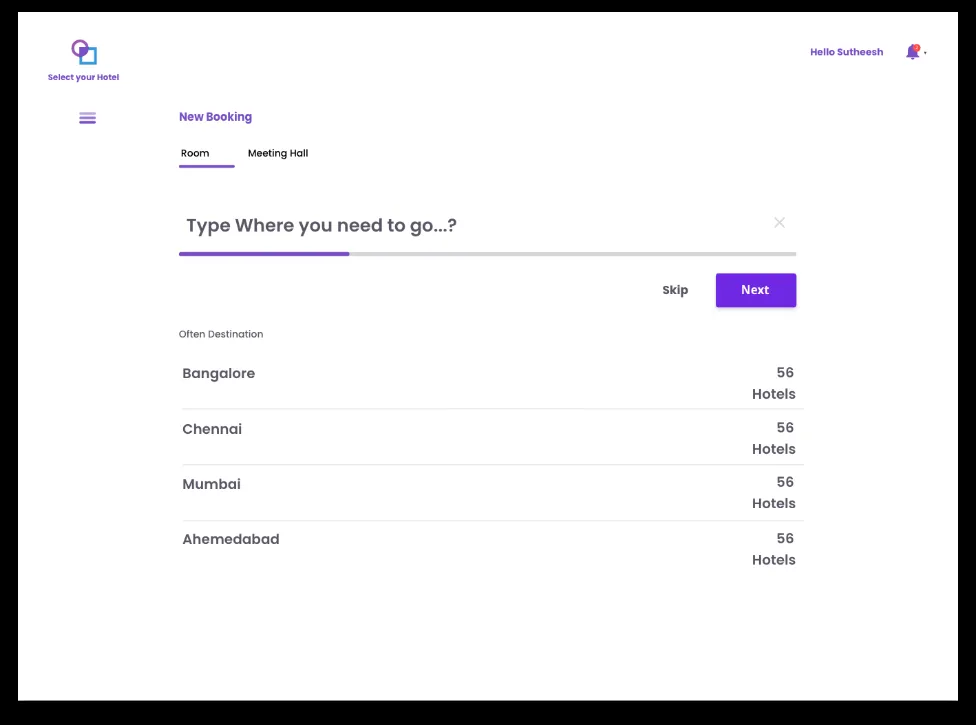 Select your Hotel
Hello Sutheesh
New Booking
Room
Meeting Hall
Type Where you need to go...?
Skip
Next
Often Destination
Bangalore
56
Hotels
Chennai
56
Hotels
Mumbai
56
Hotels
Ahemedabad
56
Hotels